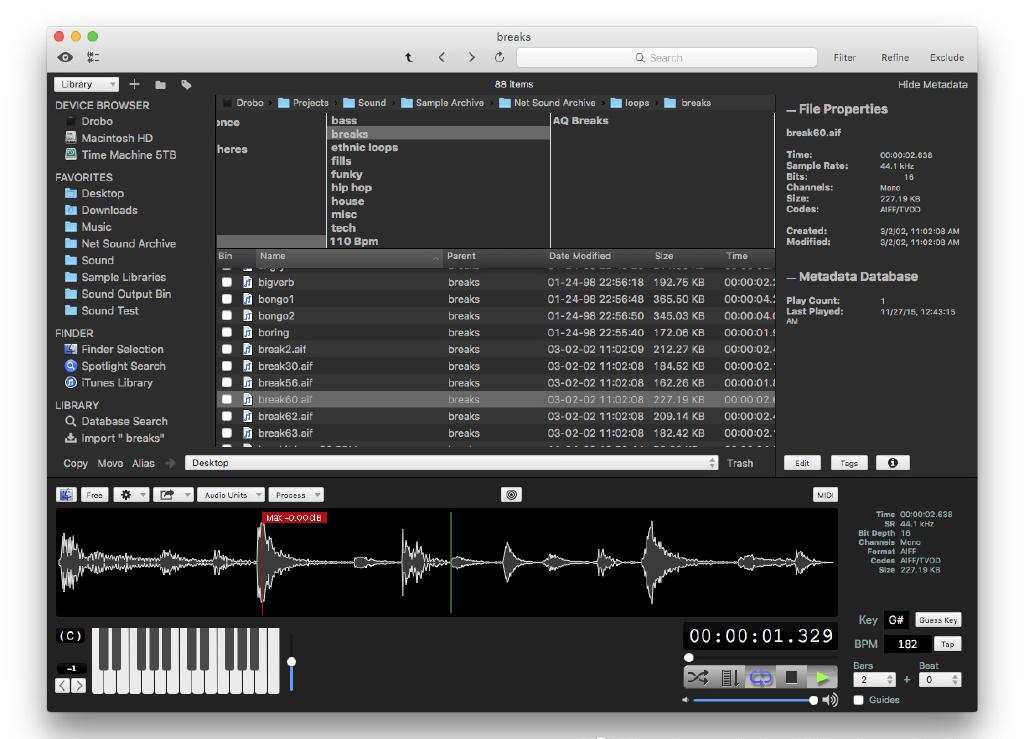 breaks
Search
Filter Refine Exclude
Library
88 items
Hide Metadata
DEVICE BROWSER
Drobo
Macintosh HD
Time Machine 5TB
FAVORITES
Desktop
Downloads
Music
Net Sound Archive
Sound
Sample Libraries
Sound Output Bin
Sound Test
FINDER
Finder Selection
Spotlight Search
iTunes Library
LIBRARY
Database Search
Import " breaks"
Drobo Projects Sound Sample Archive Net Sound Archive loops breaks
heres
bass
breaks
ethnic loops
fills
funky
hip hop
house
misc
tech
110 Bpm
AQ Breaks
Bin Name Parent Date Modified Size Time
bigverb breaks 01-24-98 22:56:18 192.75 KB 00:00:02.
bongo1 breaks 01-24-98 22:56:48 365.50 KB 00:00:04.
bongo2 breaks 01-24-98 22:56:50 345.03 KB 00:00:04.
boring breaks 01-24-98 22:55:40 172.06 KB 00:00:01.
break2.aif breaks 03-02-02 11:02:09 212.27 KB 00:00:02.
break30.aif breaks 03-02-02 11:02:08 184.52 KB 00:00:02.
break56.aif breaks 03-02-02 11:02:08 162.26 KB 00:00:01.
break60.aif breaks 03-02-02 11:02:08 227.19 KB 00:00:02.
break62.aif breaks 03-02-02 11:02:08 209.14 KB 00:00:02.
break63.aif breaks 03-02-02 11:02:08 182.42 KB 00:00:02.
— File Properties
break60.aif
Time: 00:00:02.638
Sample Rate: 44.1 kHz
Bits: 16
Channels: Mono
Size: 227.19 KB
Codes: AIFF/TVOD
Created: 3/2/02, 11:02:08 AM
Modified: 3/2/02, 11:02:08 AM
— Metadata Database
Play Count: 1
Last Played: 11/27/15, 12:43:15
AM
Copy Move Alias
Desktop
Trash
Edit Tags
Free
Audio Units
Process
MIDI
Max -0.00dB
Time 00:00:02.638
SR 44.1 kHz
Bit Depth 16
Channels Mono
Format AIFF
Codes AIFF/TVOD
Size 227.19 KB
(C)
-1
00:00:01.329
Key G# Guess Key
BPM 182 Tap
Bars Beat
2 + 0
Guides